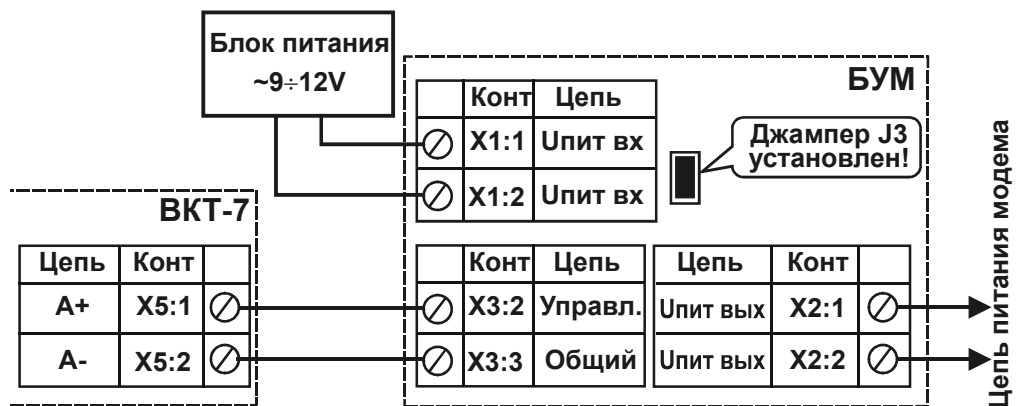 Блок питания
~9÷12V
БУМ
Конт Цепь
X1:1 Uпит вх
X1:2 Uпит вх
Джампер J3
установлен!
ВКТ-7
Цепь Конт
А+ X5:1
А- X5:2
Конт Цепь
X3:2 Управл.
X3:3 Общий
Цепь Конт
Uпит вых X2:1
Uпит вых X2:2
Цепь питания модема